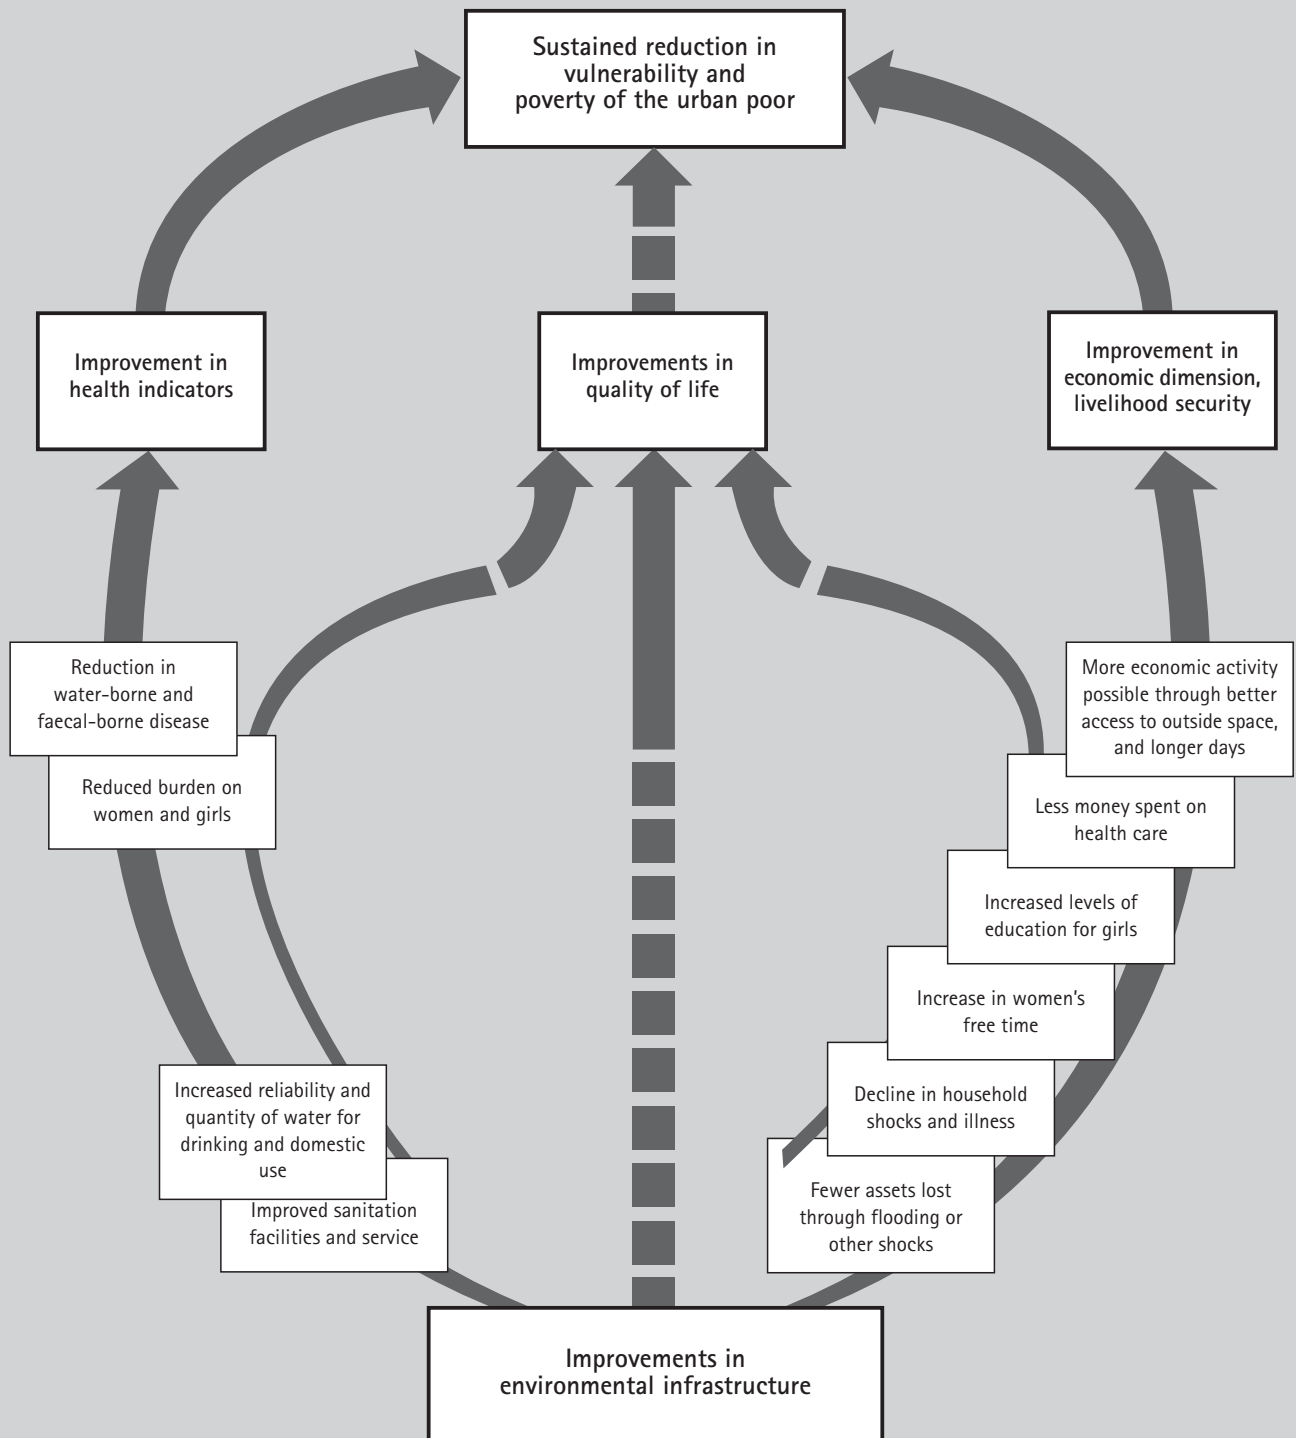 Sustained reduction in
vulnerability and
poverty of the urban poor
Improvement in
health indicators
Improvements in
quality of life
Improvement in
economic dimension,
livelihood security
Reduction in
water-borne and
faecal-borne disease
Reduced burden on
women and girls
Increased reliability and
quantity of water for
drinking and domestic
use
Improved sanitation
facilities and service
More economic activity
possible through better
access to outside space,
and longer days
Less money spent on
health care
Increased levels of
education for girls
Increase in women's
free time
Decline in household
shocks and illness
Fewer assets lost
through flooding or
other shocks
Improvements in
environmental infrastructure